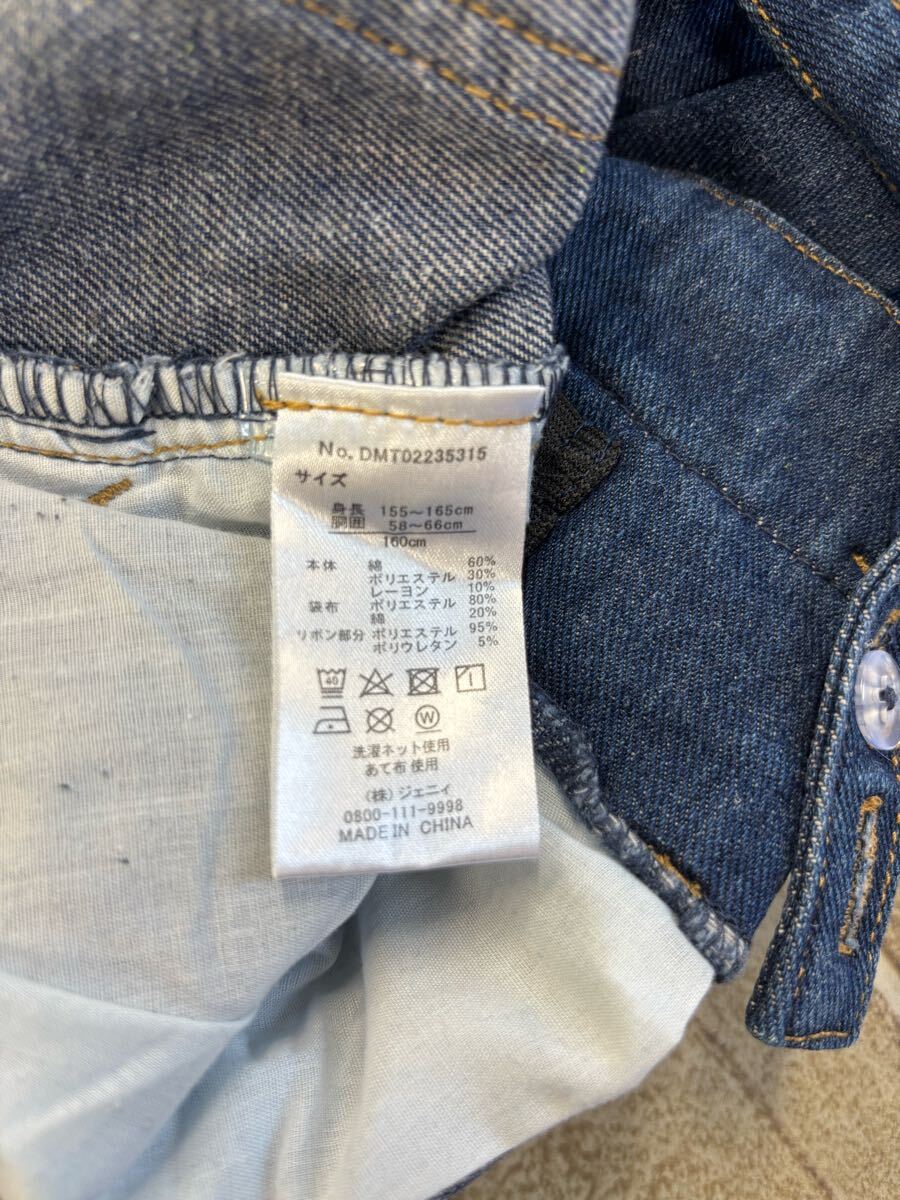 No. DMT02235315
サイズ
身長 155～165cm
胴囲 58～66cm
160cm
本体 綿 60%
ポリエステル 30%
レーヨン 10%
袋布 ポリエステル 80%
綿 20%
リボン部分 ポリエステル 95%
ポリウレタン 5%
40
W
洗濯ネット使用
あて布 使用
(株) ジェニィ
0800-111-9998
MADE IN CHINA